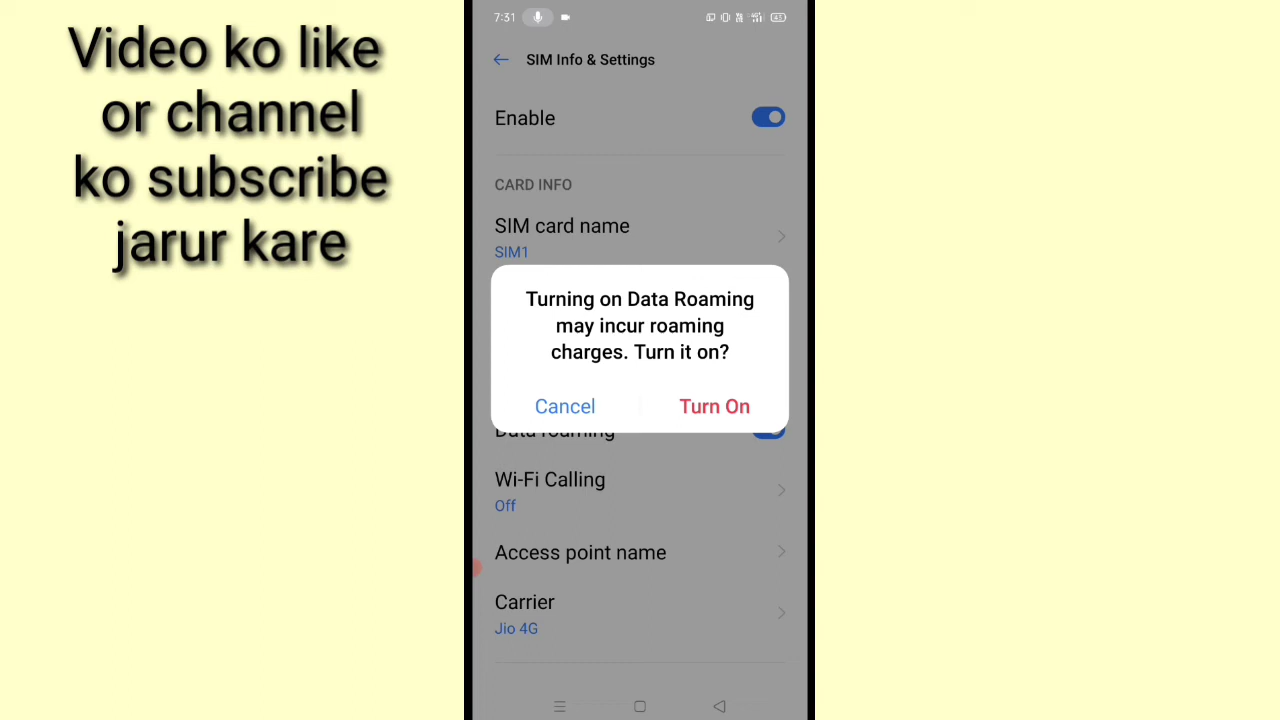 Video ko like
or channel
ko subscribe
jarur kare
7:31
SIM Info & Settings
Enable
CARD INFO
SIM card name
SIM1
Turning on Data Roaming
may incur roaming
charges. Turn it on?
Cancel
Turn On
Data roaming
Wi-Fi Calling
Off
Access point name
Carrier
Jio 4G